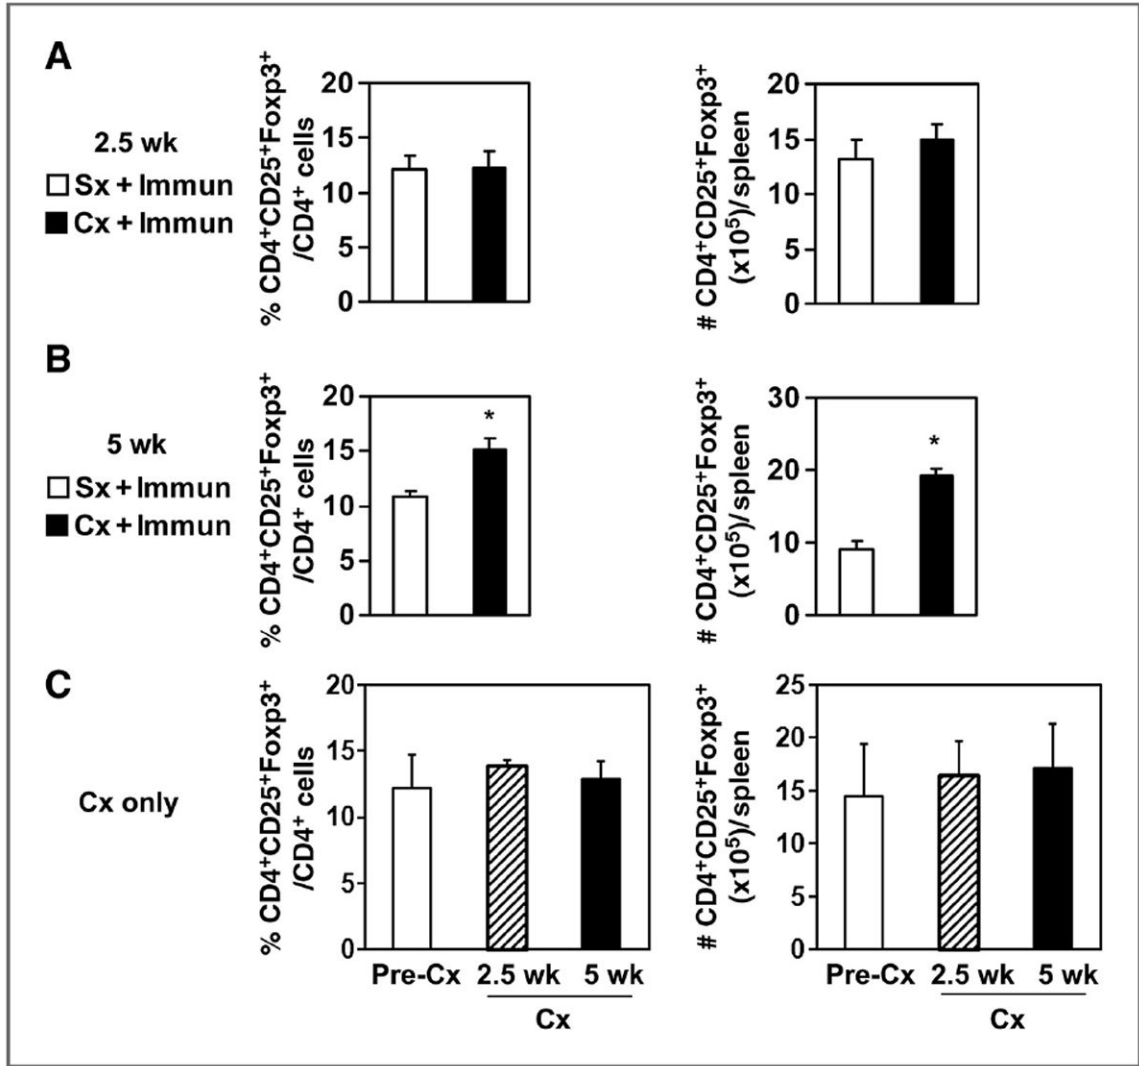 A
2.5 wk
Sx + Immun
Cx + Immun
% CD4⁺CD25⁺Foxp3⁺
/CD4⁺ cells
20
15
10
5
0
# CD4⁺CD25⁺Foxp3⁺
(x10⁵)/spleen
20
15
10
5
0
B
5 wk
Sx + Immun
Cx + Immun
% CD4⁺CD25⁺Foxp3⁺
/CD4⁺ cells
20
15
10
5
0
*
# CD4⁺CD25⁺Foxp3⁺
(x10⁵)/spleen
30
20
10
0
*
C
Cx only
% CD4⁺CD25⁺Foxp3⁺
/CD4⁺ cells
20
15
10
5
0
Pre-Cx 2.5 wk 5 wk
Cx
# CD4⁺CD25⁺Foxp3⁺
(x10⁵)/spleen
25
20
15
10
5
0
Pre-Cx 2.5 wk 5 wk
Cx